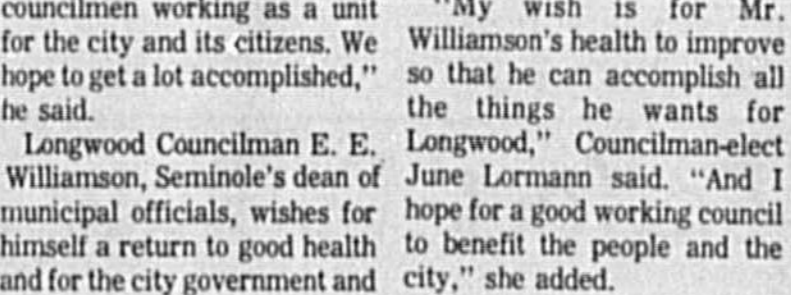 councilmen working as a unit
for the city and its citizens. We
hope to get a lot accomplished,"
he said.
Longwood Councilman E. E.
Williamson, Seminole's dean of
municipal officials, wishes for
himself a return to good health
and for the city government and
"My wish is for Mr.
Williamson's health to improve
so that he can accomplish all
the things he wants for
Longwood," Councilman-elect
June Lormann said. "And I
hope for a good working council
to benefit the people and the
city," she added.